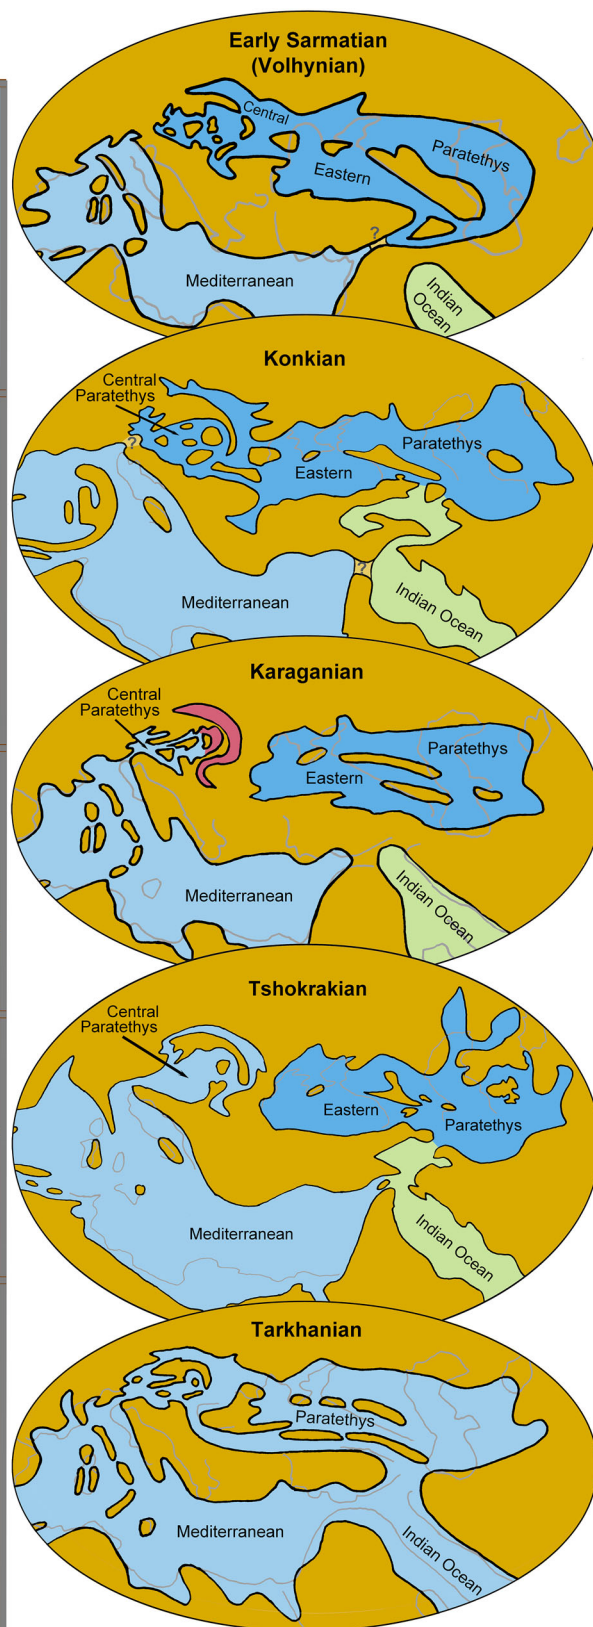 Early Sarmatian
(Volhynian)
Central
Paratethys
Eastern
?
Mediterranean
Indian
Ocean
Konkian
Central
Paratethys
?
Paratethys
Eastern
?
Mediterranean
Indian Ocean
Karaganian
Central
Paratethys
Paratethys
Eastern
Mediterranean
Indian Ocean
Tshokrakian
Central
Paratethys
Eastern
Paratethys
Mediterranean
Indian Ocean
Tarkhanian
Paratethys
Mediterranean
Indian Ocean